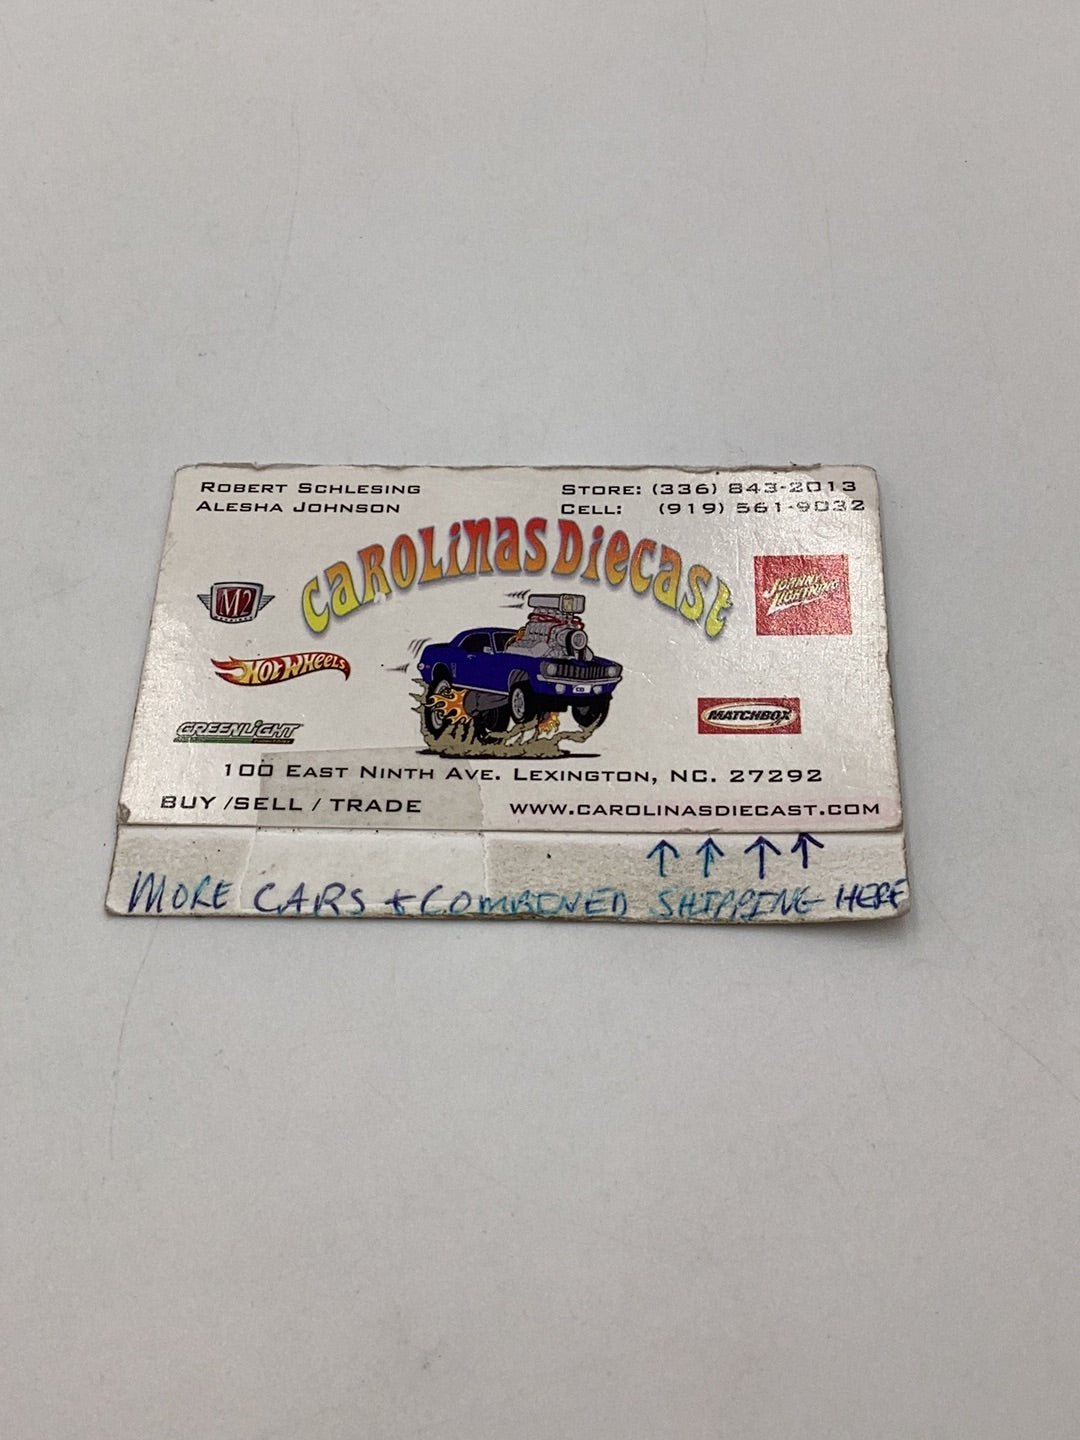 ROBERT SCHLESING
ALESHA JOHNSON
STORE: (336) 843-2013
CELL: (919) 561-9032
CAROLINAS DIECAST
M2
JOHNNY LIGHTNING
HOT WHEELS
MATCHBOX
GREENLIGHT
100 EAST NINTH AVE. LEXINGTON, NC. 27292
BUY /SELL / TRADE
WWW.CAROLINASDIECAST.COM
↑ ↑ ↑ ↑
MORE CARS + COMBINED SHIPPING HERE